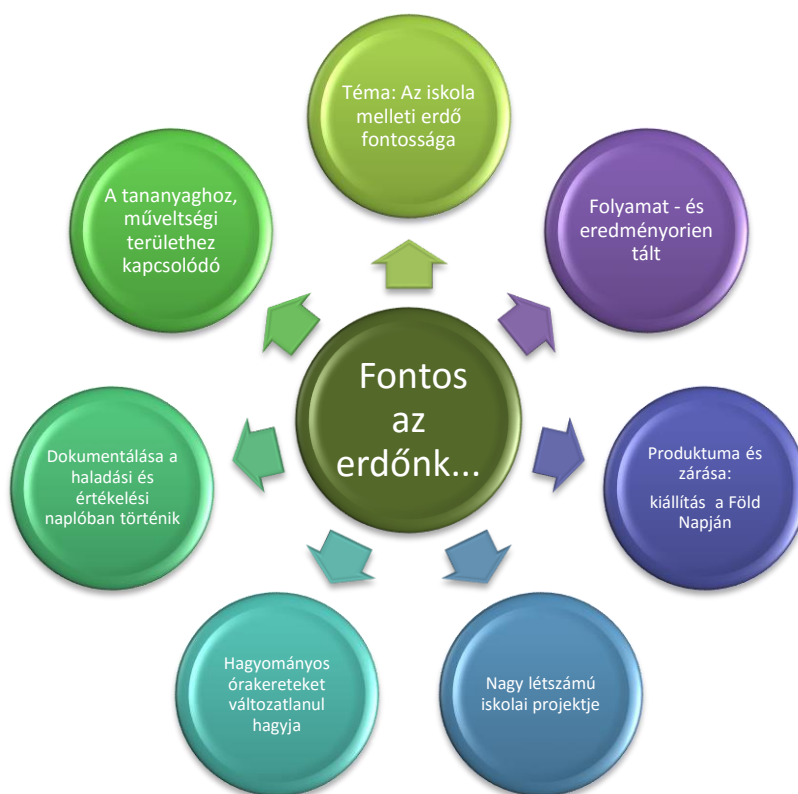 Téma: Az iskola
melleti erdő
fontossága
Folyamat - és
eredményorien
tált
Produktuma és
zárása:
kiállítás a Föld
Napján
Nagy létszámú
iskolai projektje
Hagyományos
órakereteket
változatlanul
hagyja
Dokumentálása a
haladási és
értékelési
naplóban történik
A tananyaghoz,
műveltségi
területhez
kapcsolódó
Fontos
az
erdőnk...